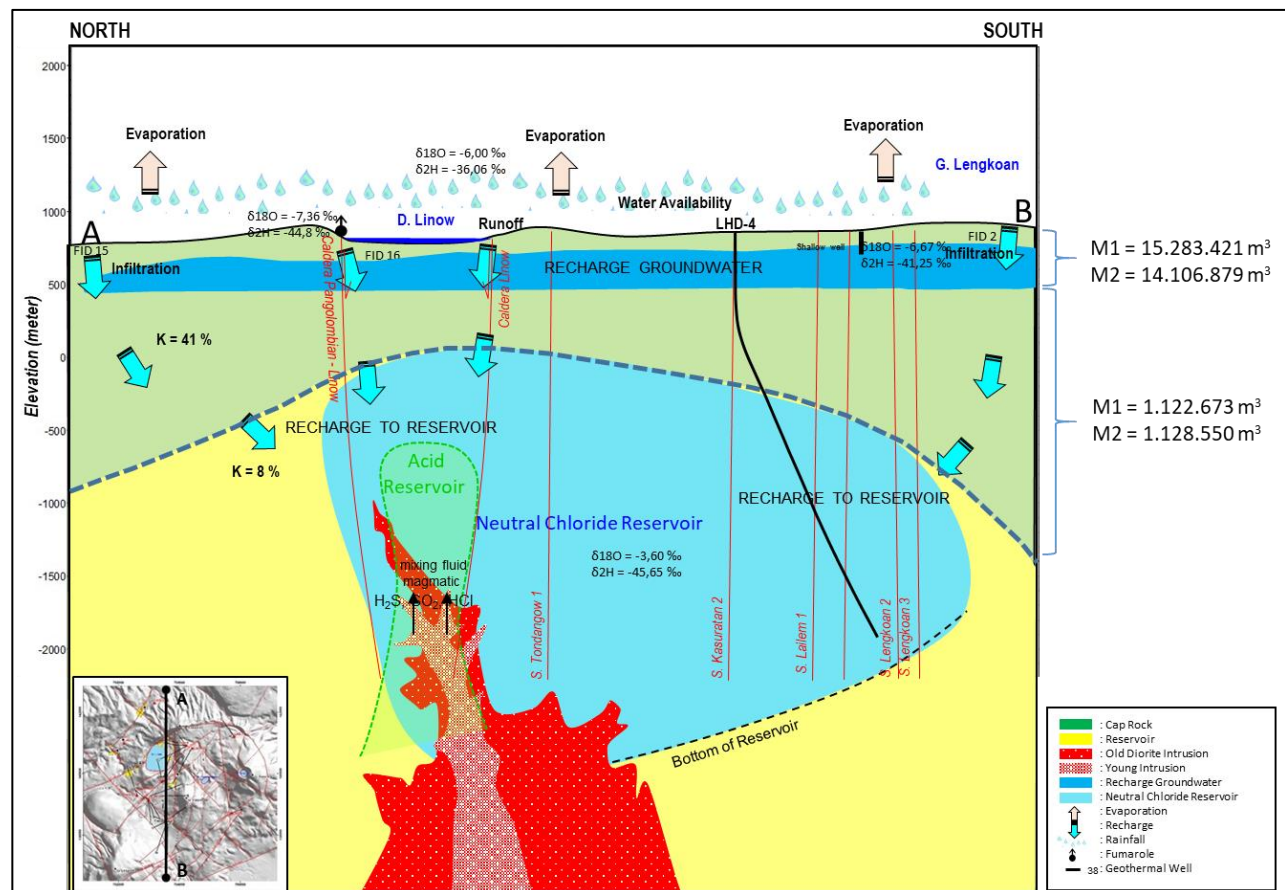 NORTH
SOUTH
2000
1500
1000
500
0
-500
-1000
-1500
-2000
Elevation (meter)
Evaporation
Evaporation
Evaporation
δ18O = -6,00 ‰
δ2H = -36,06 ‰
G. Lengkoan
Water Availability
δ18O = -7,36 ‰
δ2H = -44,8 ‰
D. Linow
Runoff
LHD-4
A
B
FID 15
FID 16
FID 2
Shallow well
δ18O = -6,67 ‰
δ2H = -41,25 ‰
Infiltration
Infiltration
RECHARGE GROUNDWATER
Caldera Pangolombian - Linow
Caldera Linow
M1 = 15.283.421 m³
M2 = 14.106.879 m³
K = 41 %
M1 = 1.122.673 m³
M2 = 1.128.550 m³
RECHARGE TO RESERVOIR
K = 8 %
Acid
Reservoir
RECHARGE TO RESERVOIR
Neutral Chloride Reservoir
δ18O = -3,60 ‰
δ2H = -45,65 ‰
mixing fluid
magmatic
H₂S, CO₂, HCl
S. Tondangow 1
S. Kasuratan 2
S. Lailem 1
S. Lengkoan 2
S. Lengkoan 3
Bottom of Reservoir
A
B
: Cap Rock
: Reservoir
: Old Diorite Intrusion
: Young Intrusion
: Recharge Groundwater
: Neutral Chloride Reservoir
: Evaporation
: Recharge
: Rainfall
: Fumarole
38 : Geothermal Well